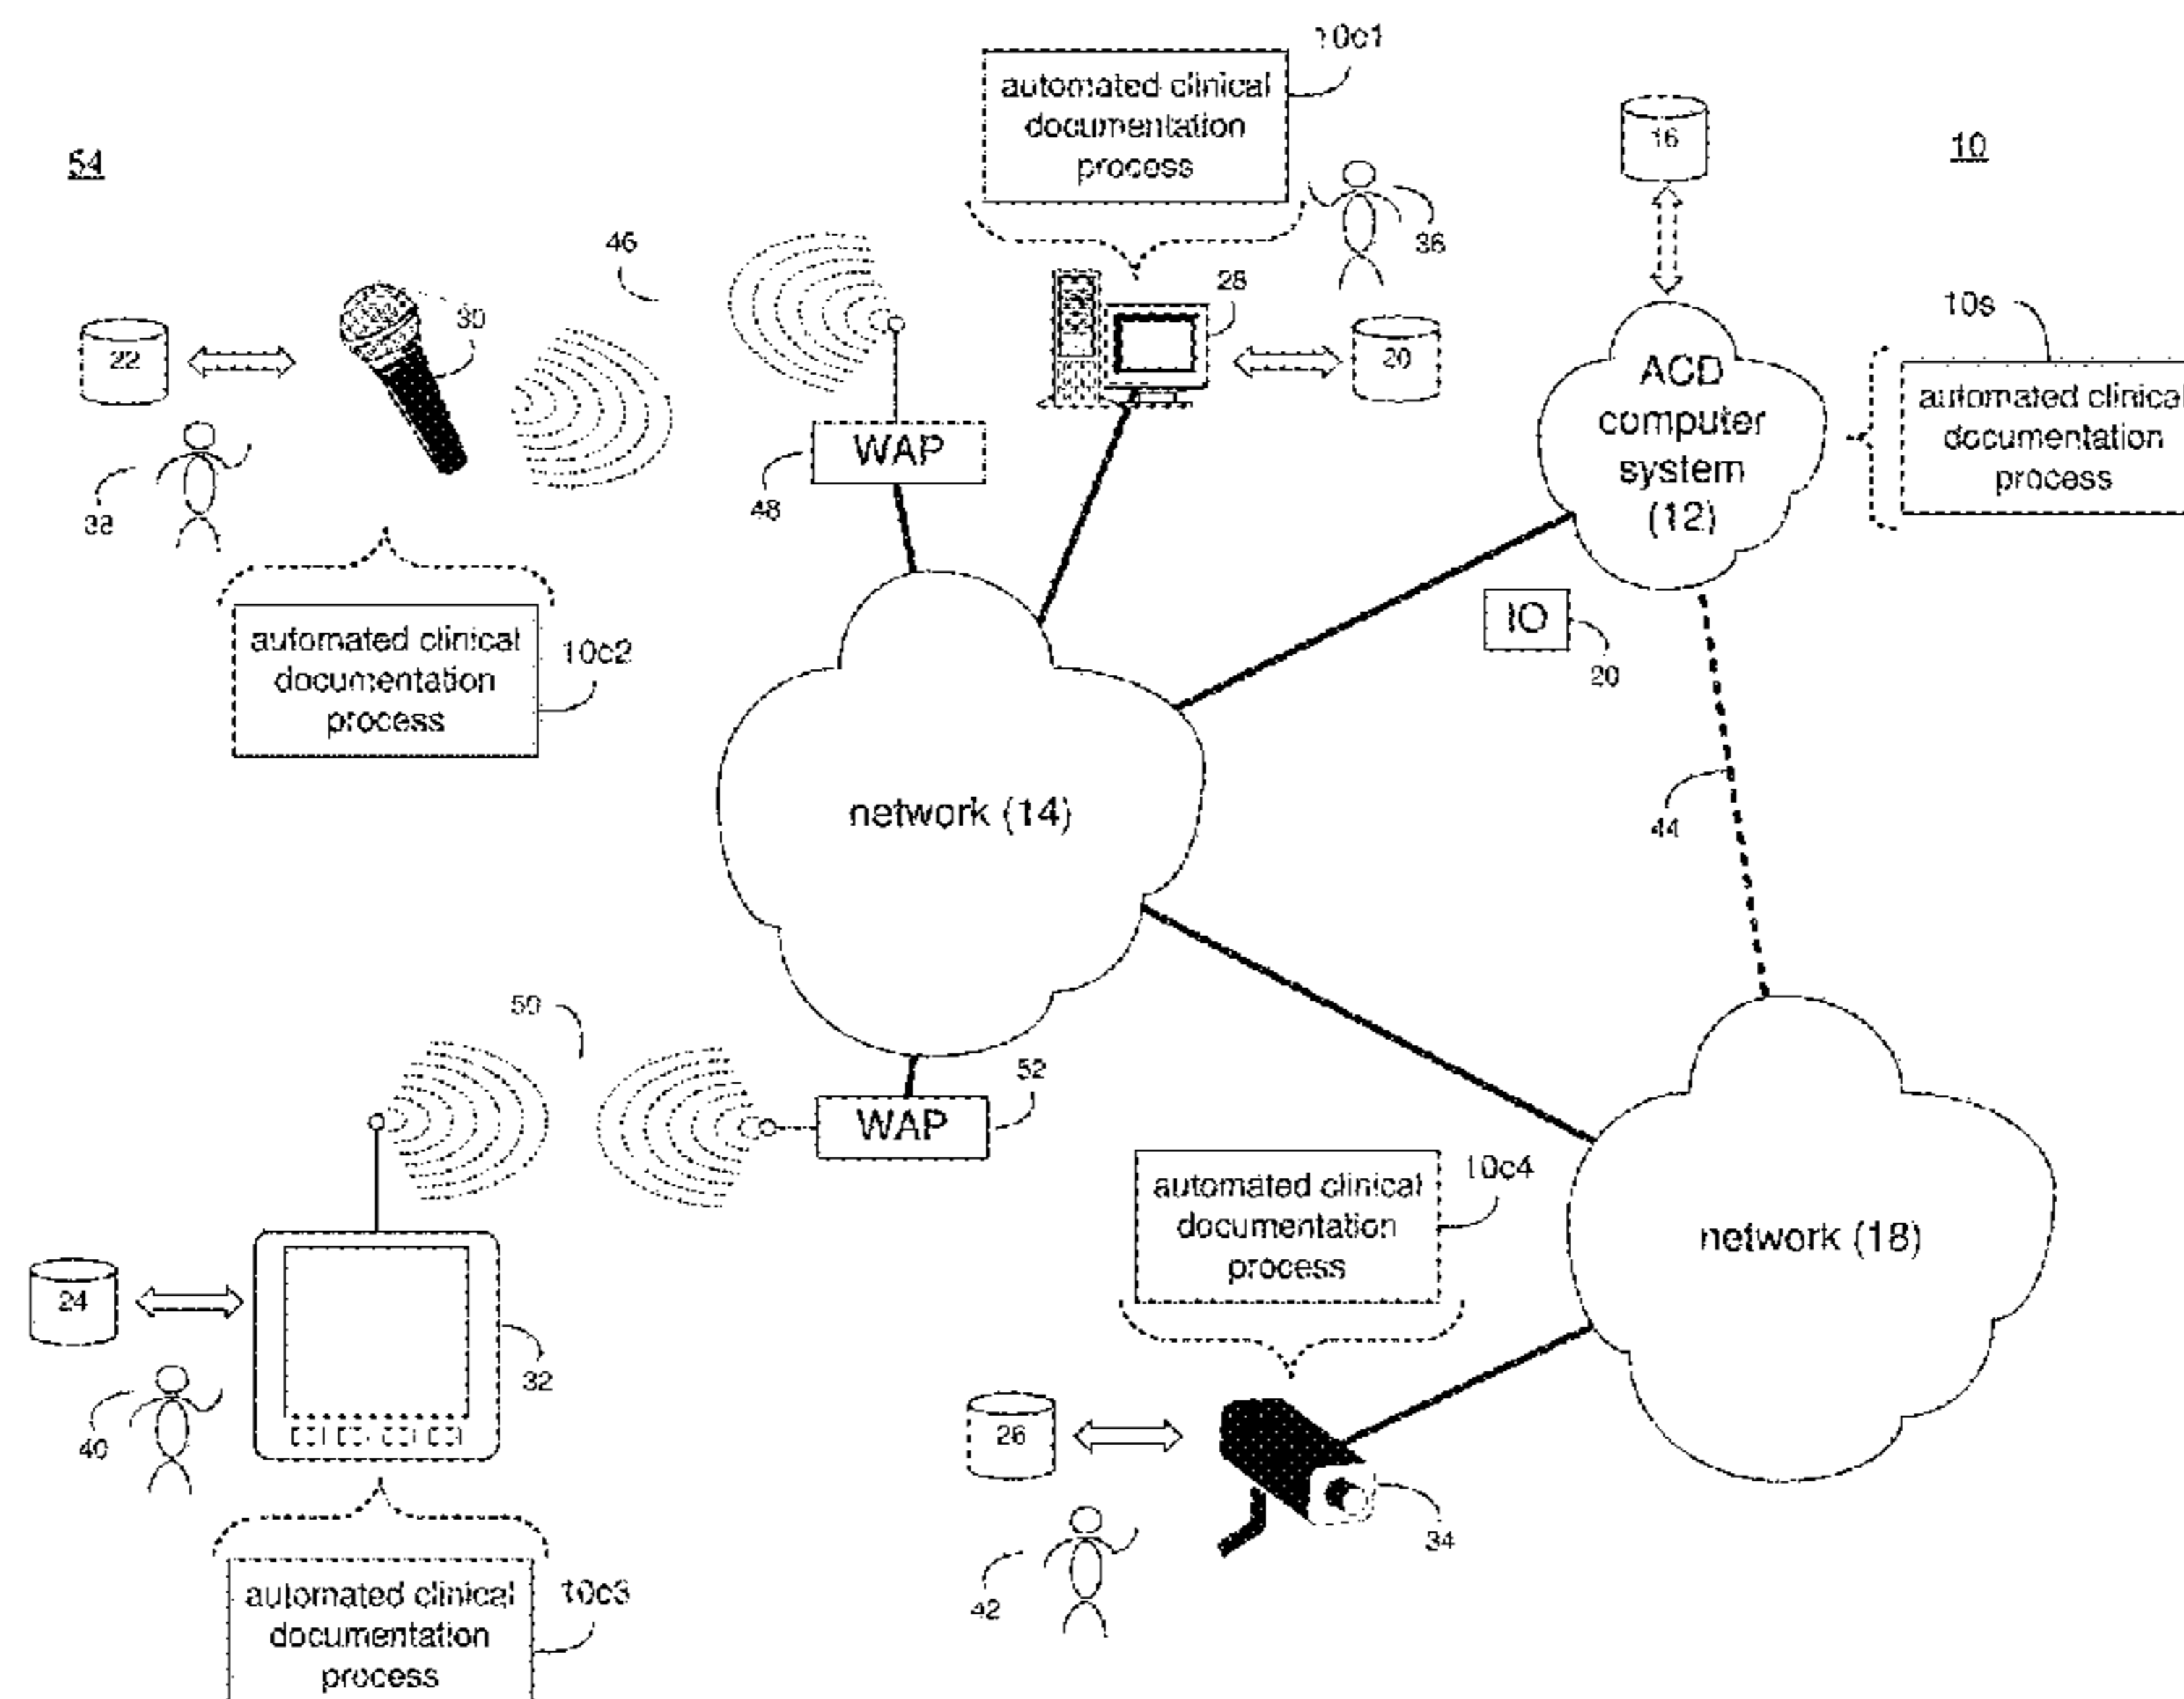 10c1
automated clinical
documentation
process
16
10
54
46
36
28
10s
30
22
20
ACD
computer
system
(12)
automated clinical
documentation
process
WAP
48
38
IO
20
automated clinical
documentation
process
10c2
network (14)
44
50
52
WAP
10c4
automated clinical
documentation
process
network (18)
24
32
40
26
34
42
automated clinical
documentation
process
10c3